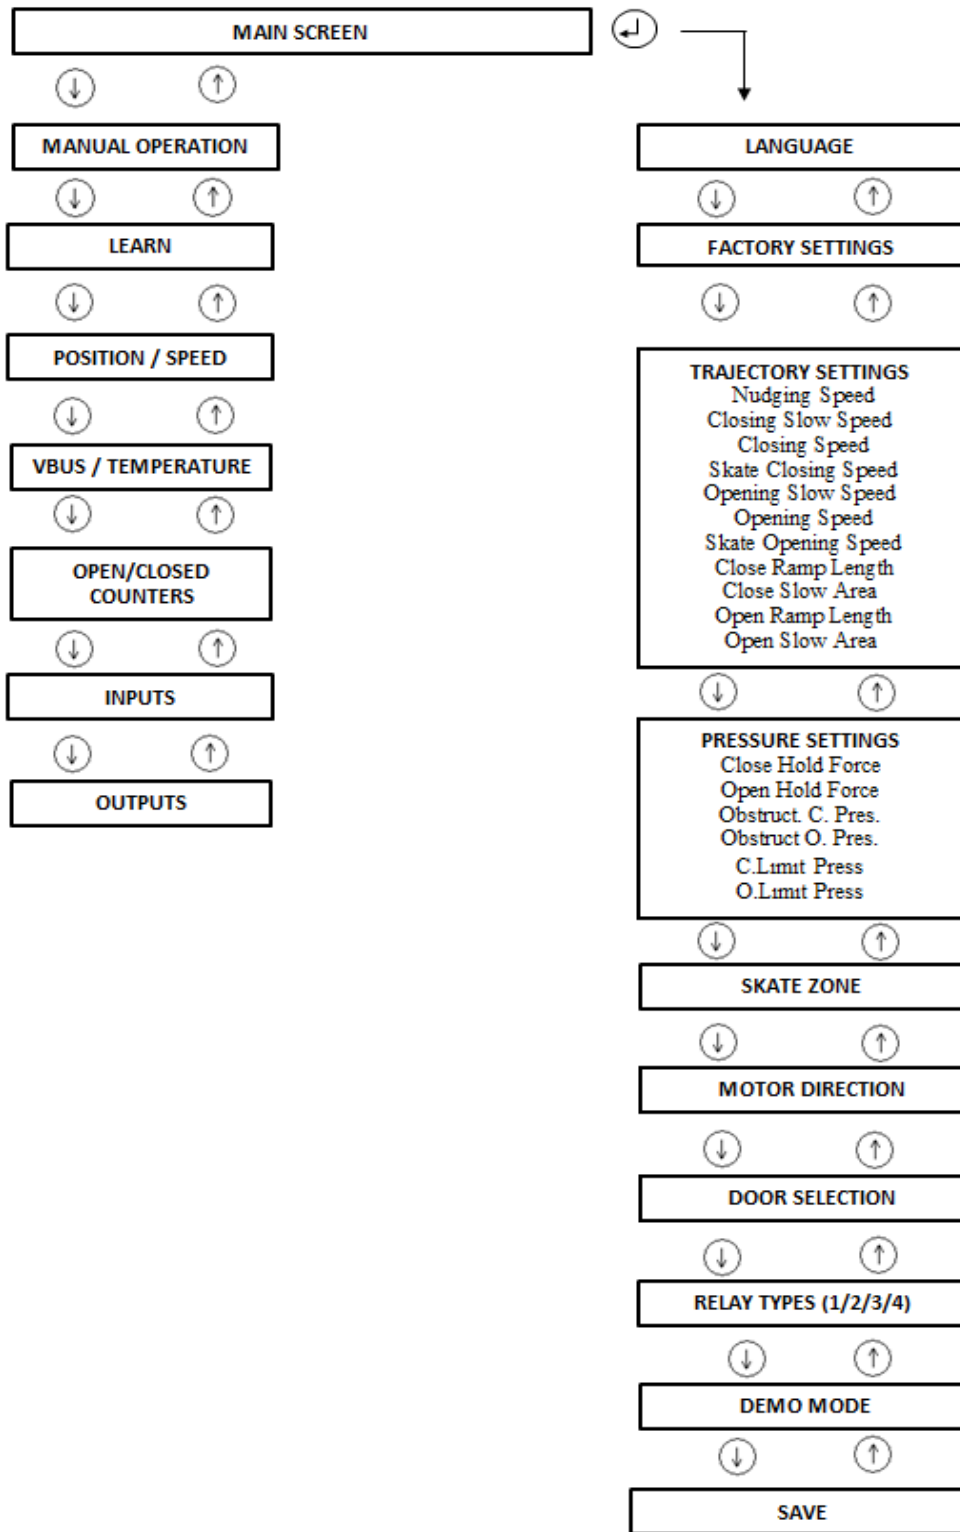 MAIN SCREEN
MANUAL OPERATION
LEARN
POSITION / SPEED
VBUS / TEMPERATURE
OPEN/CLOSED
COUNTERS
INPUTS
OUTPUTS
LANGUAGE
FACTORY SETTINGS
TRAJECTORY SETTINGS
Nudging Speed
Closing Slow Speed
Closing Speed
Skate Closing Speed
Opening Slow Speed
Opening Speed
Skate Opening Speed
Close Ramp Length
Close Slow Area
Open Ramp Length
Open Slow Area
PRESSURE SETTINGS
Close Hold Force
Open Hold Force
Obstruct. C. Pres.
Obstruct O. Pres.
C.Lımıt Press
O.Lımıt Press
SKATE ZONE
MOTOR DIRECTION
DOOR SELECTION
RELAY TYPES (1/2/3/4)
DEMO MODE
SAVE